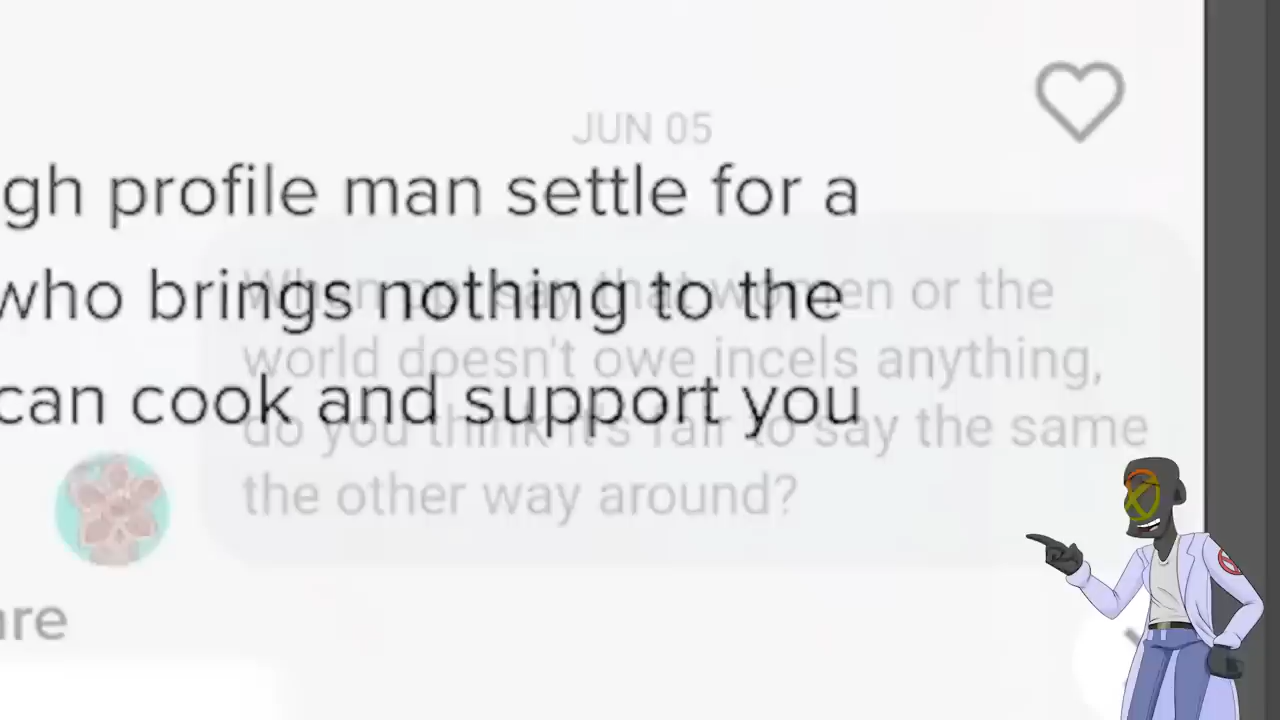 JUN 05
gh profile man settle for a
who brings nothing to the
can cook and support you
say that women or the
world doesn't owe incels anything,
do you think it's fair to say the same
the other way around?
are